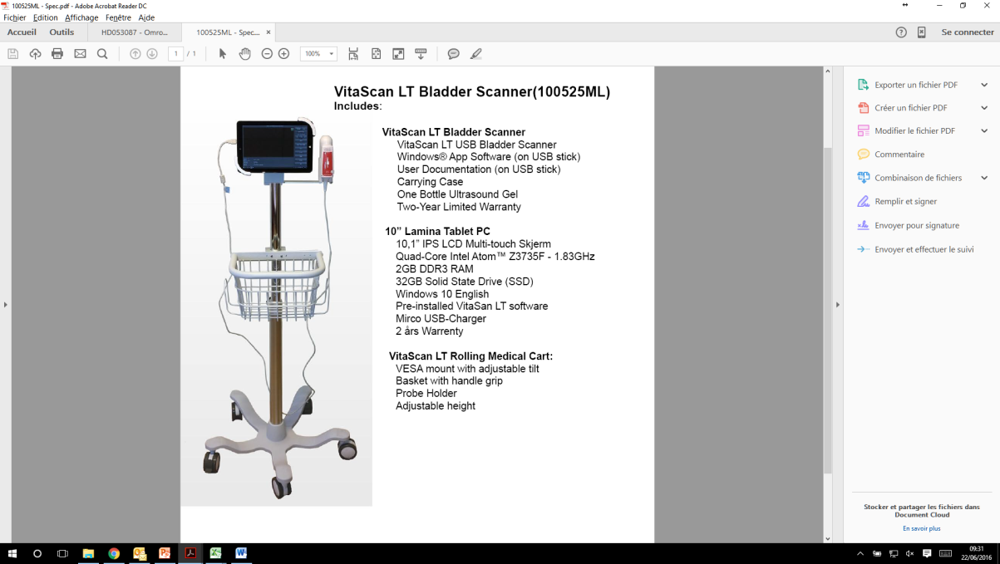 100525ML - Spec.pdf - Adobe Acrobat Reader DC
Fichier Edition Affichage Fenêtre Aide
Accueil Outils HD053087 - Omro... 100525ML - Spec... × Se connecter
1 / 1 100%
VitaScan LT Bladder Scanner(100525ML)
Includes:
VitaScan LT Bladder Scanner
VitaScan LT USB Bladder Scanner
Windows® App Software (on USB stick)
User Documentation (on USB stick)
Carrying Case
One Bottle Ultrasound Gel
Two-Year Limited Warranty
10” Lamina Tablet PC
10,1” IPS LCD Multi-touch Skjerm
Quad-Core Intel Atom™ Z3735F - 1.83GHz
2GB DDR3 RAM
32GB Solid State Drive (SSD)
Windows 10 English
Pre-installed VitaSan LT software
Mirco USB-Charger
2 års Warrenty
VitaScan LT Rolling Medical Cart:
VESA mount with adjustable tilt
Basket with handle grip
Probe Holder
Adjustable height
Exporter un fichier PDF
Créer un fichier PDF
Modifier le fichier PDF
Commentaire
Combinaison de fichiers
Remplir et signer
Envoyer pour signature
Envoyer et effectuer le suivi
Stocker et partager les fichiers dans
Document Cloud
En savoir plus
09:31
22/06/2016